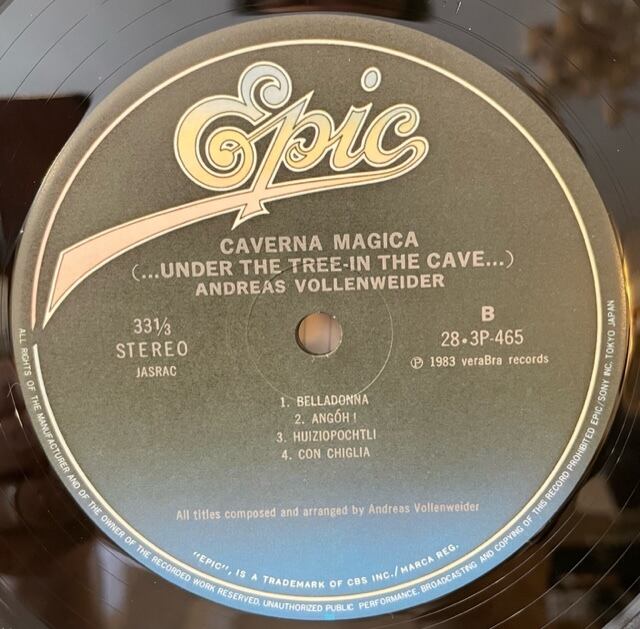 Epic
CAVERNA MAGICA
(...UNDER THE TREE-IN THE CAVE...)
ANDREAS VOLLENWEIDER
33⅓
STEREO
JASRAC
B
28•3P-465
Ⓟ 1983 veraBra records
1. BELLADONNA
2. ANGÓH!
3. HUIZIOPOCHTLI
4. CON CHIGLIA
All titles composed and arranged by Andreas Vollenweider
"EPIC", IS A TRADEMARK OF CBS INC./MARCA REG.
ALL RIGHTS OF THE MANUFACTURER AND OF THE OWNER OF THE RECORDED WORK RESERVED. UNAUTHORIZED PUBLIC PERFORMANCE, BROADCASTING AND COPYING OF THIS RECORD PROHIBITED EPIC/SONY INC. TOKYO JAPAN